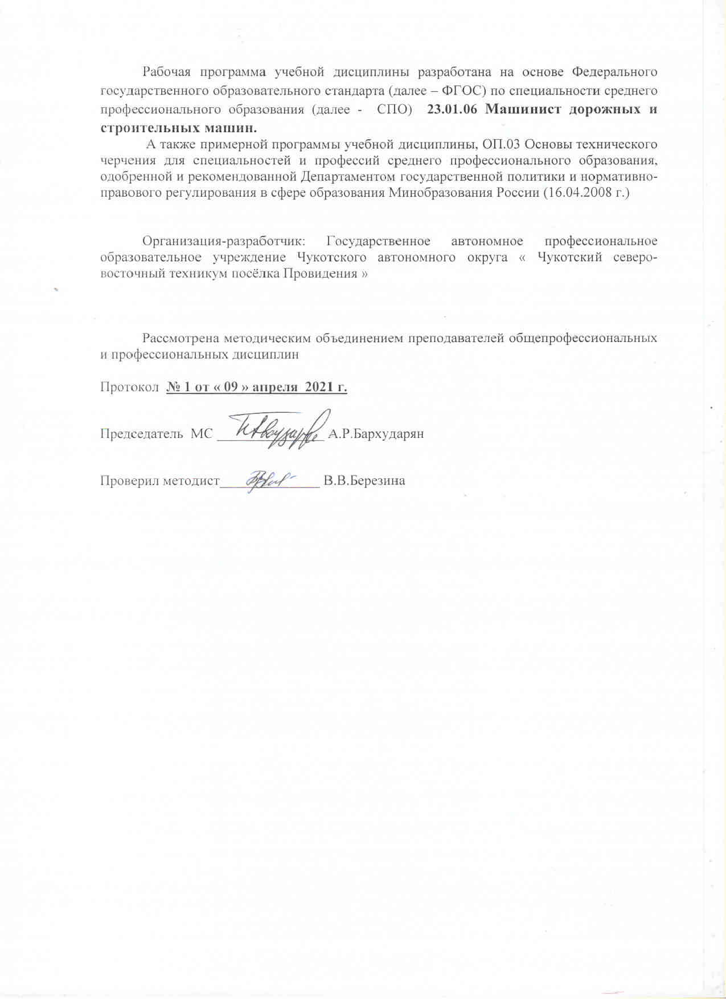 Рабочая программа учебной дисциплины разработана на основе Федерального
государственного образовательного стандарта (далее – ФГОС) по специальности среднего
профессионального образования (далее - СПО) 23.01.06 Машинист дорожных и
строительных машин.
А также примерной программы учебной дисциплины, ОП.03 Основы технического
черчения для специальностей и профессий среднего профессионального образования,
одобренной и рекомендованной Департаментом государственной политики и нормативно-
правового регулирования в сфере образования Минобразования России (16.04.2008 г.)
Организация-разработчик: Государственное автономное профессиональное
образовательное учреждение Чукотского автономного округа « Чукотский северо-
восточный техникум посёлка Провидения »
Рассмотрена методическим объединением преподавателей общепрофессиональных
и профессиональных дисциплин
Протокол № 1 от « 09 » апреля 2021 г.
Председатель МС _______________ А.Р.Бархударян
Проверил методист______________ В.В.Березина